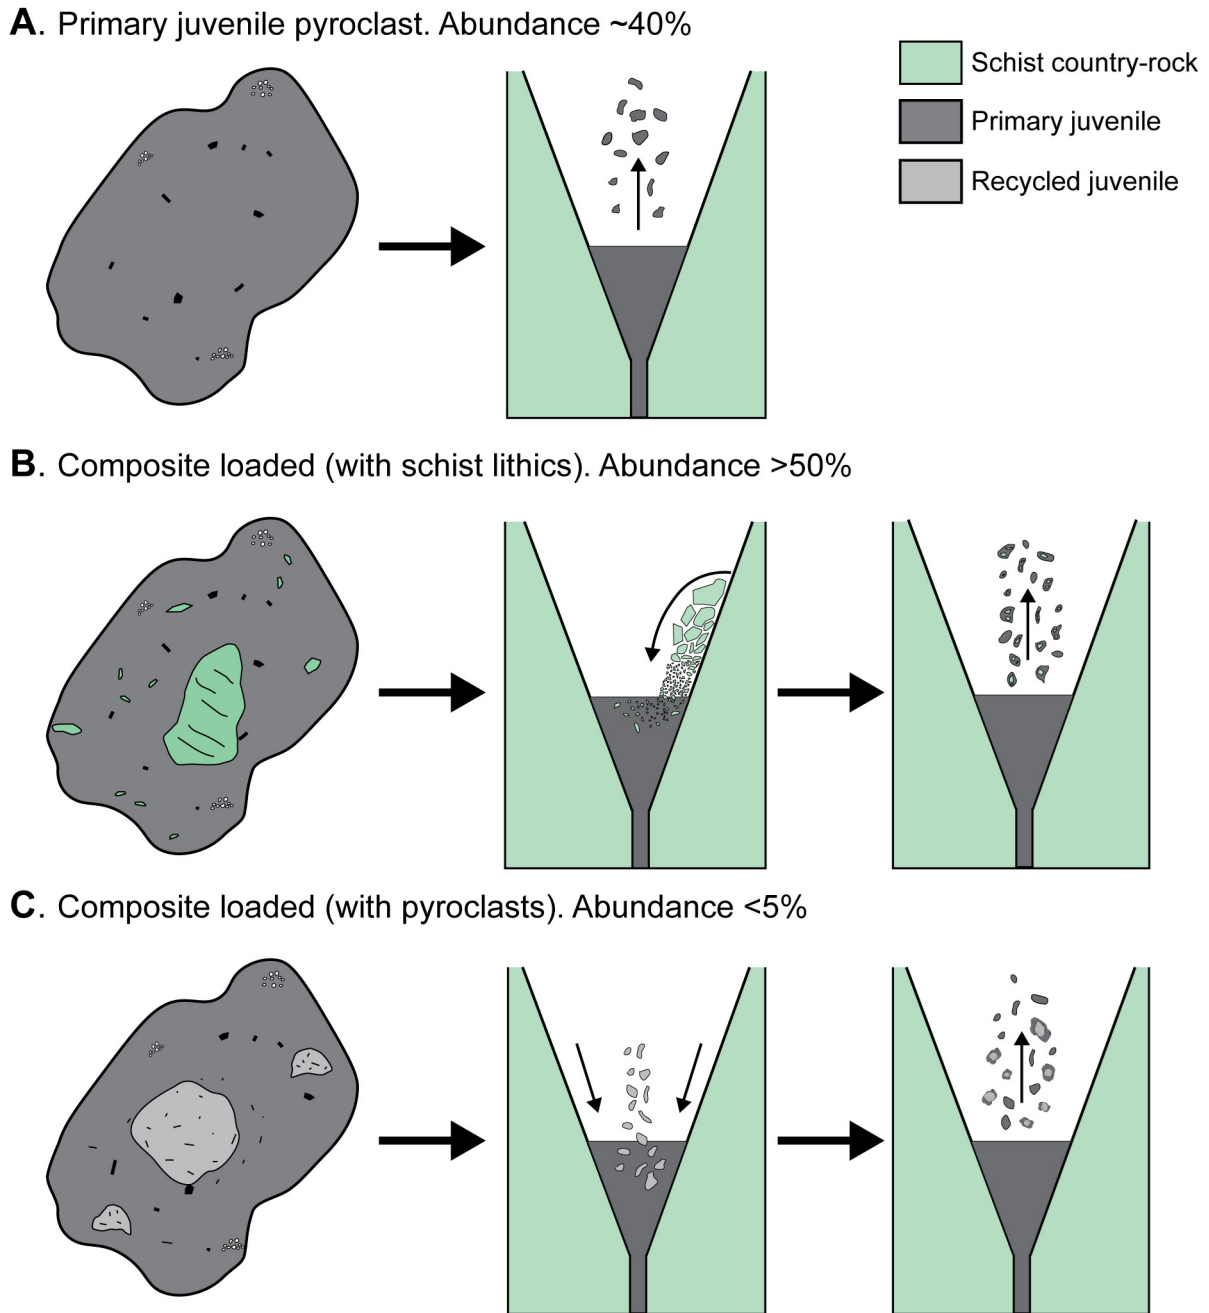 A. Primary juvenile pyroclast. Abundance ~40%
Schist country-rock
Primary juvenile
Recycled juvenile
B. Composite loaded (with schist lithics). Abundance >50%
C. Composite loaded (with pyroclasts). Abundance <5%